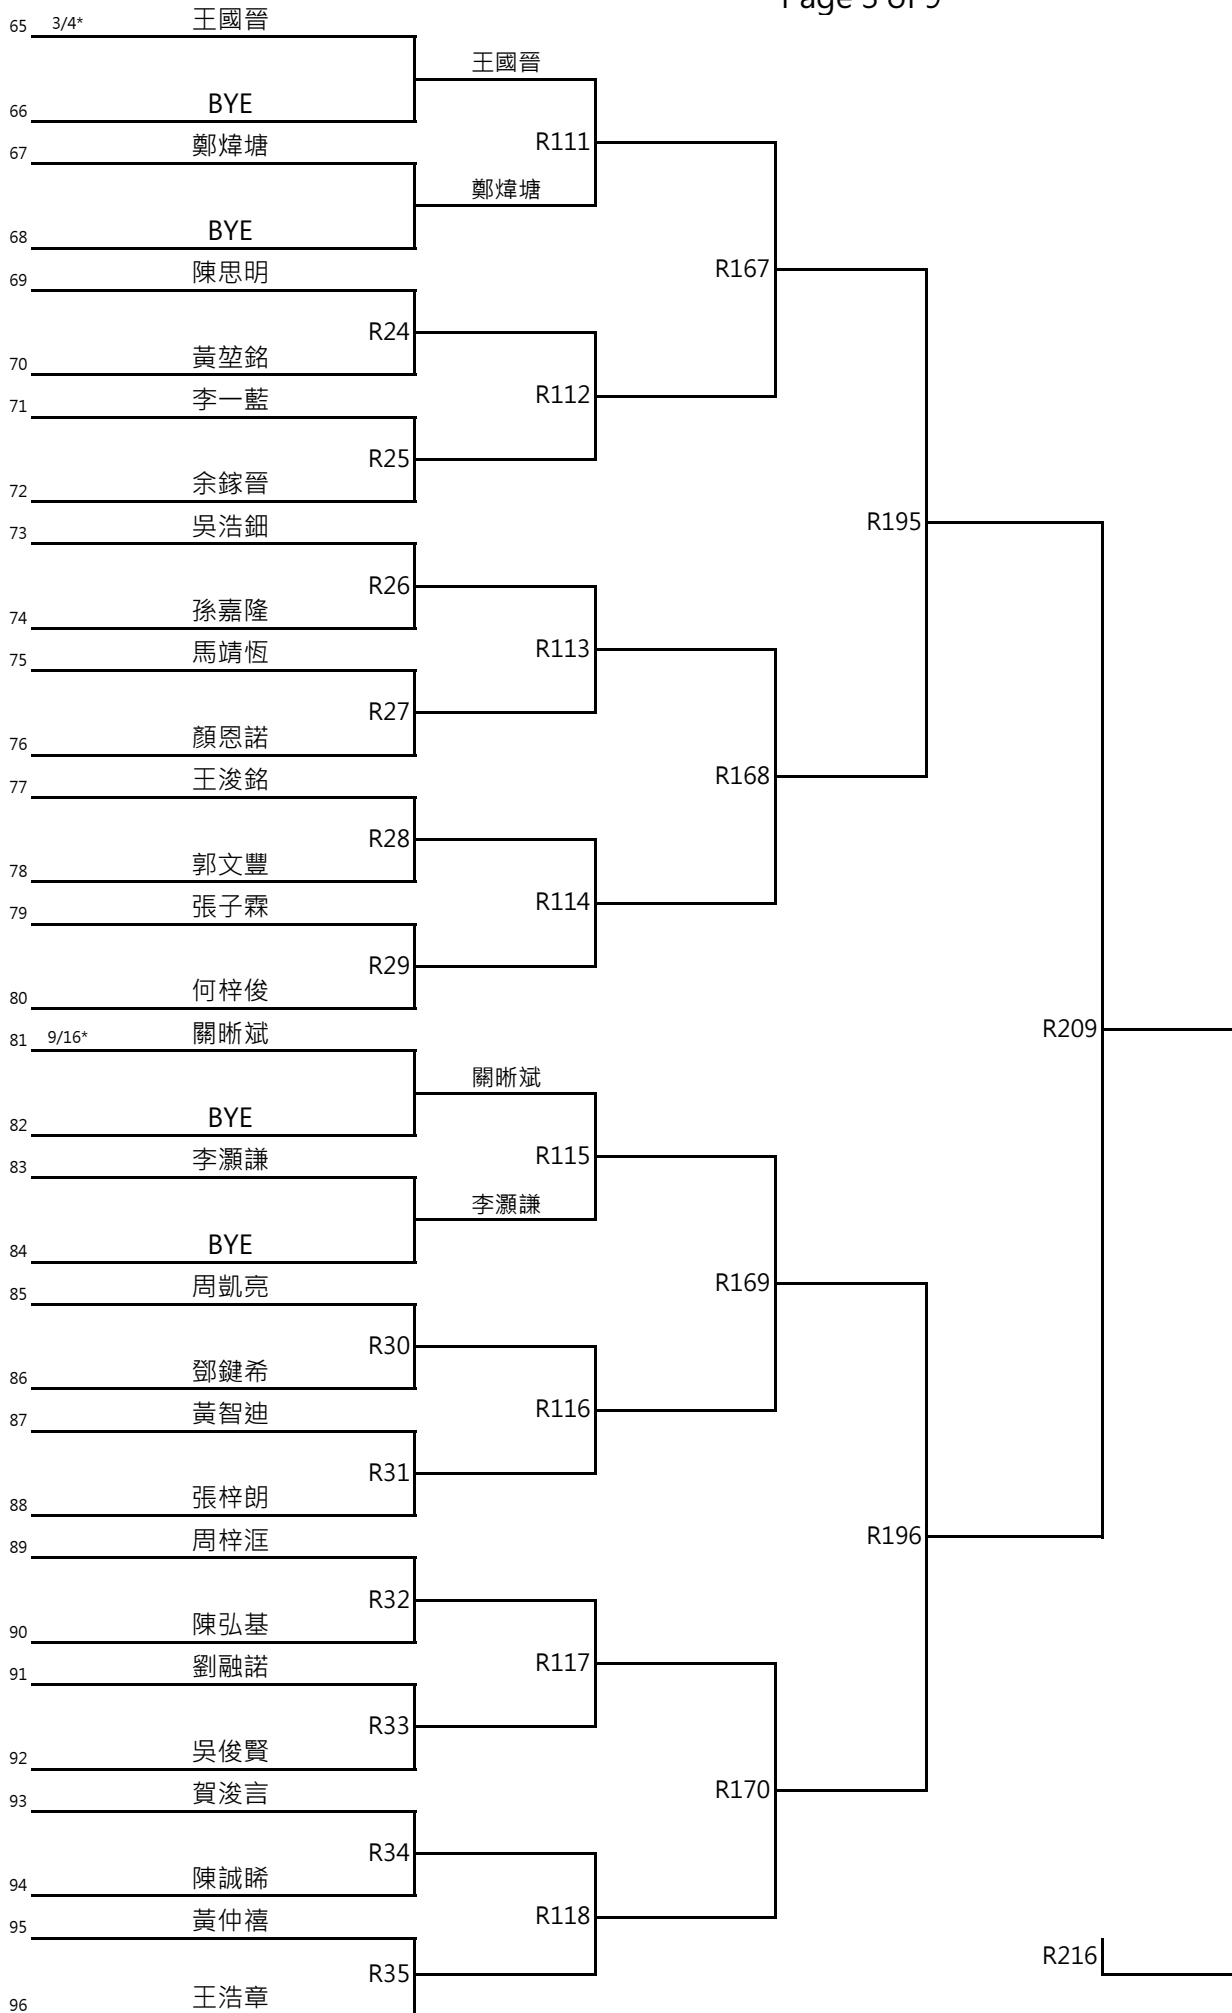 Page 3 of 9
65 3/4* 王國晉
王國晉
66 BYE
R111
67 鄭煒塘
鄭煒塘
68 BYE
R167
69 陳思明
R24
70 黃堃銘
R112
71 李一藍
R25
72 余鎵晉
R195
73 吳浩鈿
R26
74 孫嘉隆
R113
75 馬靖恆
R27
76 顏恩諾
R168
77 王浚銘
R28
78 郭文豐
R114
79 張子霖
R29
80 何梓俊
R209
81 9/16* 關晰斌
關晰斌
82 BYE
R115
83 李灝謙
李灝謙
84 BYE
R169
85 周凱亮
R30
86 鄧鍵希
R116
87 黃智迪
R31
88 張梓朗
R196
89 周梓洭
R32
90 陳弘基
R117
91 劉融諾
R33
92 吳俊賢
R170
93 賀浚言
R34
94 陳誠晞
R118
95 黃仲禧
R216
R35
96 王浩章